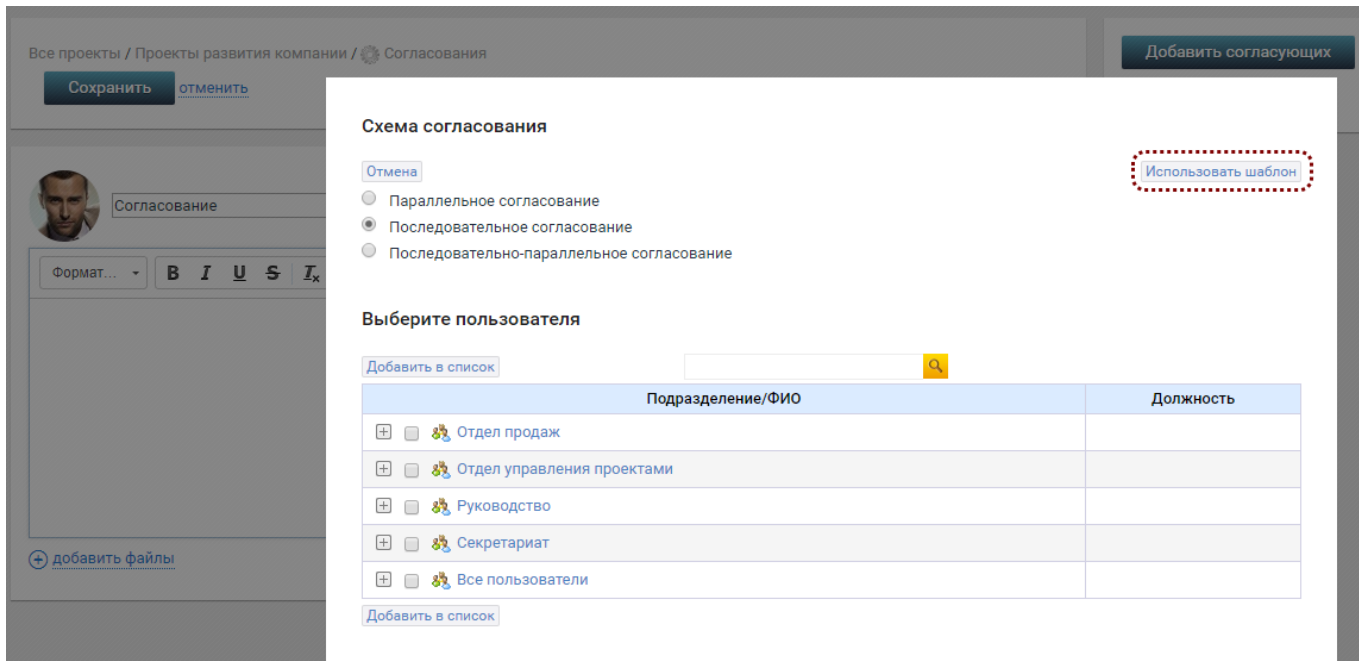 Все проекты / Проекты развития компании / Согласования
Добавить согласующих
Сохранить отменить
Схема согласования
Отмена
Использовать шаблон
Параллельное согласование
Согласование
Последовательное согласование
Последовательно-параллельное согласование
Формат... B I U S Ix
Выберите пользователя
Добавить в список
Подразделение/ФИО Должность
Отдел продаж
Отдел управления проектами
Руководство
Секретариат
добавить файлы
Все пользователи
Добавить в список